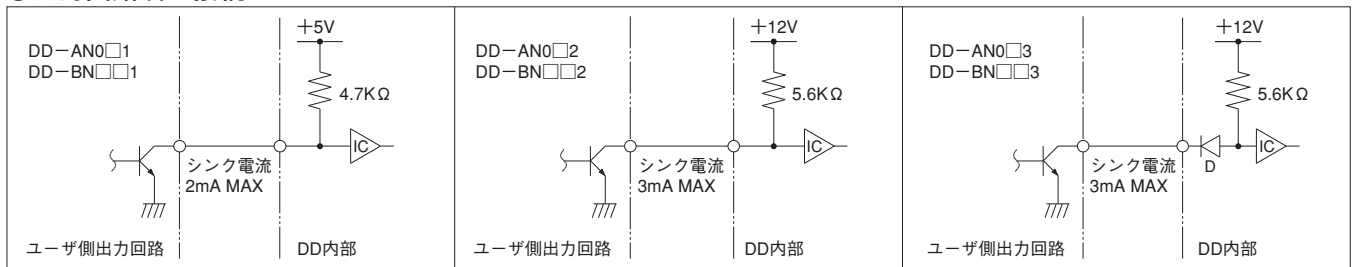 +5V
DD-AN0□1
DD-BN□□1
4.7KΩ
IC
シンク電流
2mA MAX
ユーザ側出力回路
DD内部
+12V
DD-AN0□2
DD-BN□□2
5.6KΩ
IC
シンク電流
3mA MAX
ユーザ側出力回路
DD内部
+12V
DD-AN0□3
DD-BN□□3
5.6KΩ
IC
D
シンク電流
3mA MAX
ユーザ側出力回路
DD内部